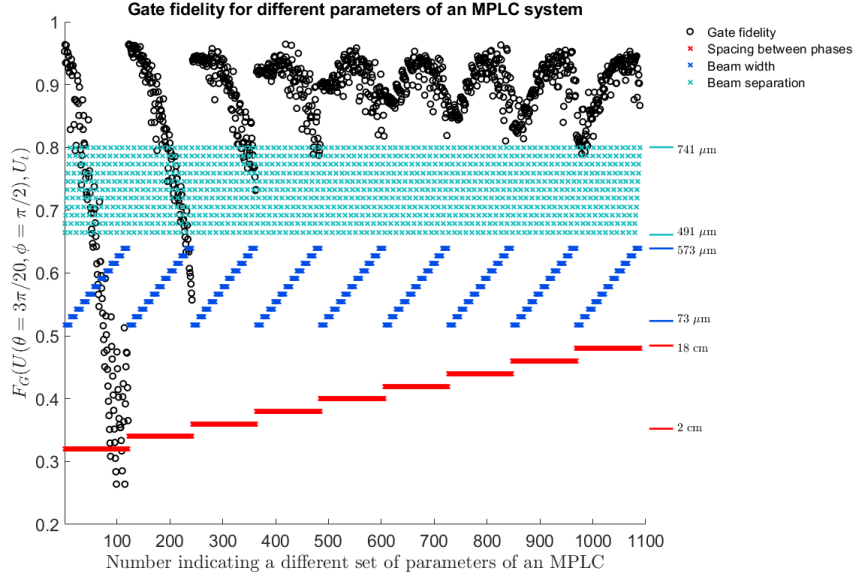 Gate fidelity for different parameters of an MPLC system
F_G(U(θ = 3π/20, ϕ = π/2), U_t)
1
0.9
0.8
0.7
0.6
0.5
0.4
0.3
0.2
0
100
200
300
400
500
600
700
800
900
1000
1100
Number indicating a different set of parameters of an MPLC
Gate fidelity
Spacing between phases
Beam width
Beam separation
741 μm
491 μm
573 μm
73 μm
18 cm
2 cm